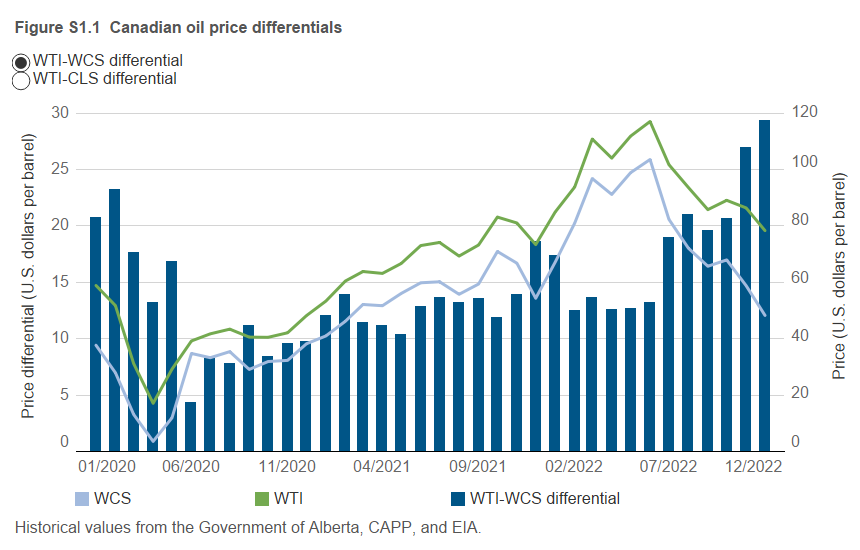 Figure S1.1 Canadian oil price differentials
WTI-WCS differential
WTI-CLS differential
Price differential (U.S. dollars per barrel)
30
25
20
15
10
5
0
120
100
80
60
40
20
0
Price (U.S. dollars per barrel)
01/2020 06/2020 11/2020 04/2021 09/2021 02/2022 07/2022 12/2022
WCS WTI WTI-WCS differential
Historical values from the Government of Alberta, CAPP, and EIA.